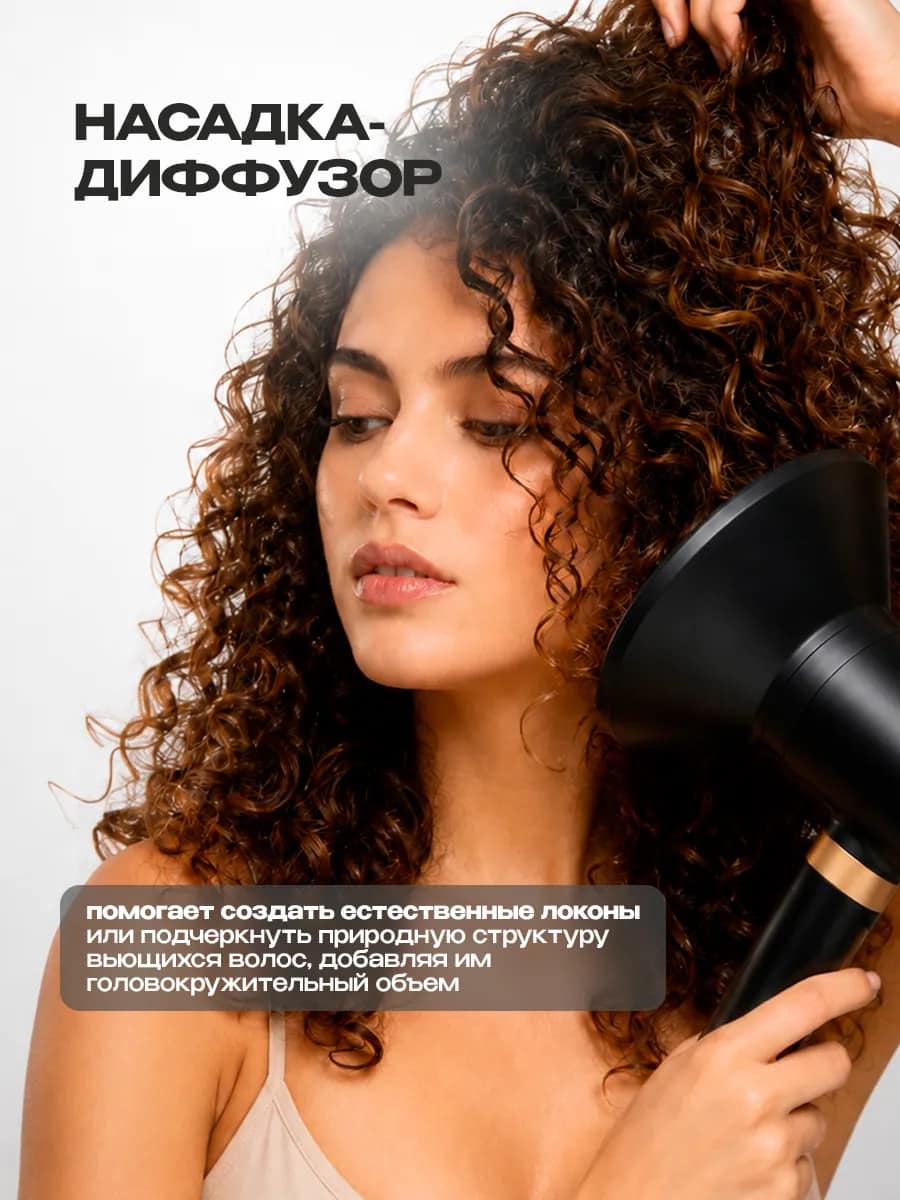 НАСАДКА-
ДИФФУЗОР
помогает создать естественные локоны
или подчеркнуть природную структуру
вьющихся волос, добавляя им
головокружительный объем